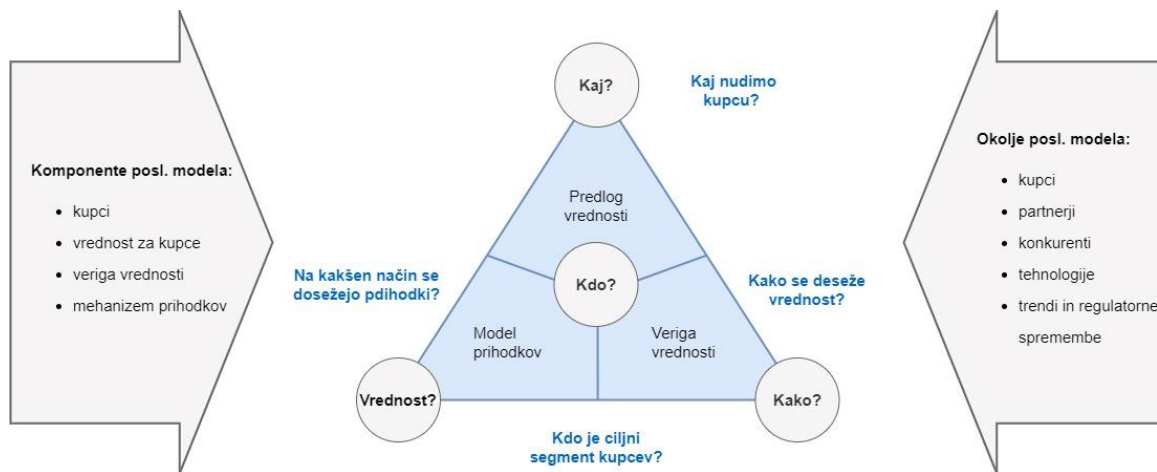 Komponente posl. modela:
• kupci
• vrednost za kupce
• veriga vrednosti
• mehanizem prihodkov
Kaj?
Kaj nudimo
kupcu?
Predlog
vrednosti
Kdo?
Na kakšen način se
dosežejo pdihodki?
Kako se deseže
vrednost?
Model
prihodkov
Veriga
vrednosti
Vrednost?
Kako?
Kdo je ciljni
segment kupcev?
Okolje posl. modela:
• kupci
• partnerji
• konkurenti
• tehnologije
• trendi in regulatorne
spremembe